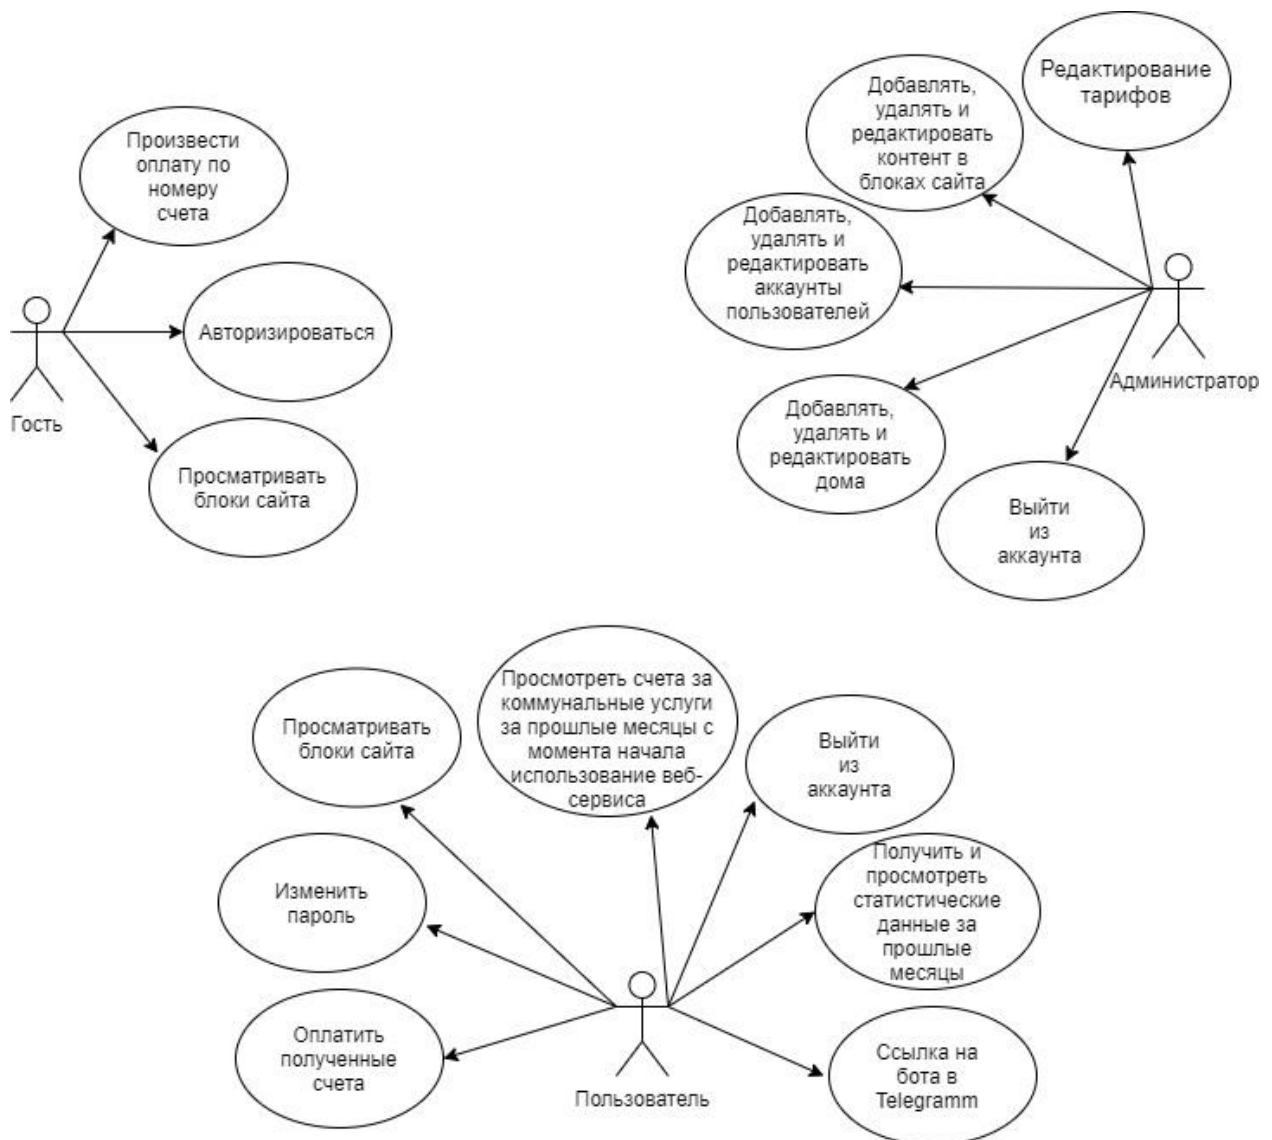 Произвести
оплату по
номеру
счета
Авторизироваться
Гость
Просматривать
блоки сайта
Редактирование
тарифов
Добавлять,
удалять и
редактировать
контент в
блоках сайта
Добавлять,
удалять и
редактировать
аккаунты
пользователей
Администратор
Добавлять,
удалять и
редактировать
дома
Выйти
из
аккаунта
Просматривать
блоки сайта
Просмотреть счета за
коммунальные услуги
за прошлые месяцы с
момента начала
использование веб-
сервиса
Выйти
из
аккаунта
Изменить
пароль
Получить и
просмотреть
статистические
данные за
прошлые
месяцы
Оплатить
полученные
счета
Пользователь
Ссылка на
бота в
Telegramm